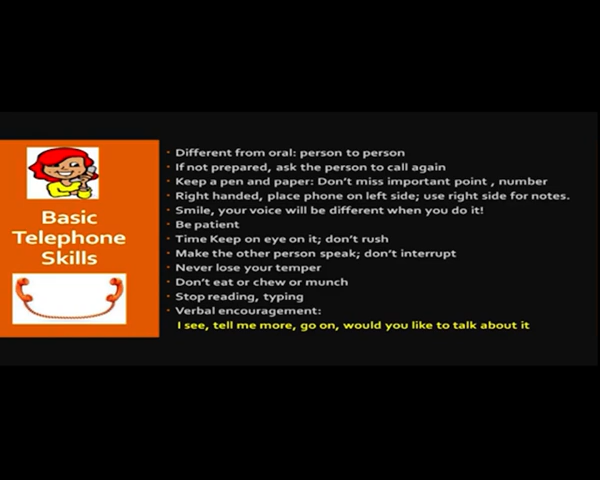 Basic
Telephone
Skills
· Different from oral: person to person
· If not prepared, ask the person to call again
· Keep a pen and paper: Don't miss important point , number
· Right handed, place phone on left side; use right side for notes.
· Smile, your voice will be different when you do it!
· Be patient
· Time Keep on eye on it; don't rush
· Make the other person speak; don't interrupt
· Never lose your temper
· Don't eat or chew or munch
· Stop reading, typing
· Verbal encouragement:
I see, tell me more, go on, would you like to talk about it